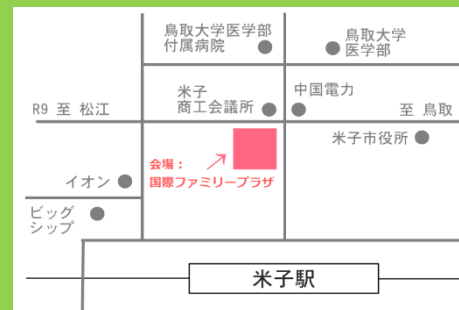 鳥取大学医学部
付属病院
鳥取大学
医学部
米子
商工会議所
中国電力
R9 至 松江
至 鳥取
米子市役所
会場：
国際ファミリープラザ
イオン
ビッグ
シップ
米子駅